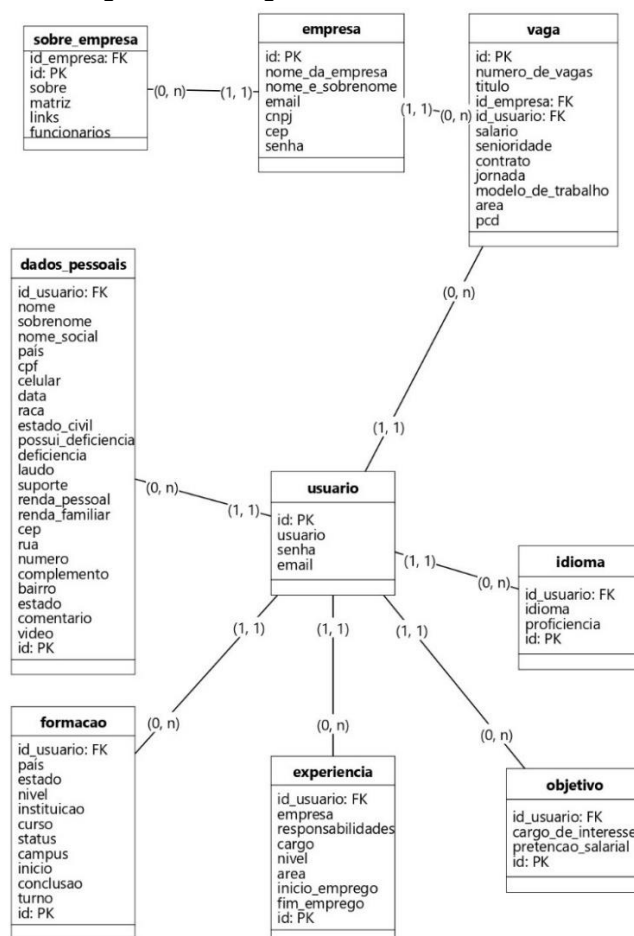 sobre_empresa
id_empresa: FK
id: PK
sobre
matriz
links
funcionarios
(0, n)
(1, 1)
empresa
id: PK
nome_da_empresa
nome_e_sobrenome
email
cnpj
cep
senha
(1, 1)
(0, n)
vaga
id: PK
numero_de_vagas
titulo
id_empresa: FK
id_usuario: FK
salario
senioridade
contrato
jornada
modelo_de_trabalho
area
pcd
(0, n)
(1, 1)
dados_pessoais
id_usuario: FK
nome
sobrenome
nome_social
país
cpf
celular
data
raca
estado_civil
possui_deficiencia
deficiencia
laudo
suporte
renda_pessoal
renda_familiar
cep
rua
numero
complemento
bairro
estado
comentario
video
id: PK
(0, n)
(1, 1)
usuario
id: PK
usuario
senha
email
(1, 1)
(0, n)
idioma
id_usuario: FK
idioma
proficiencia
id: PK
(1, 1)
(1, 1)
(1, 1)
(0, n)
(0, n)
(0, n)
formacao
id_usuario: FK
país
estado
nivel
instituicao
curso
status
campus
inicio
conclusao
turno
id: PK
experiencia
id_usuario: FK
empresa
responsabilidades
cargo
nivel
area
inicio_emprego
fim_emprego
id: PK
objetivo
id_usuario: FK
cargo_de_interesse
pretencao_salarial
id: PK